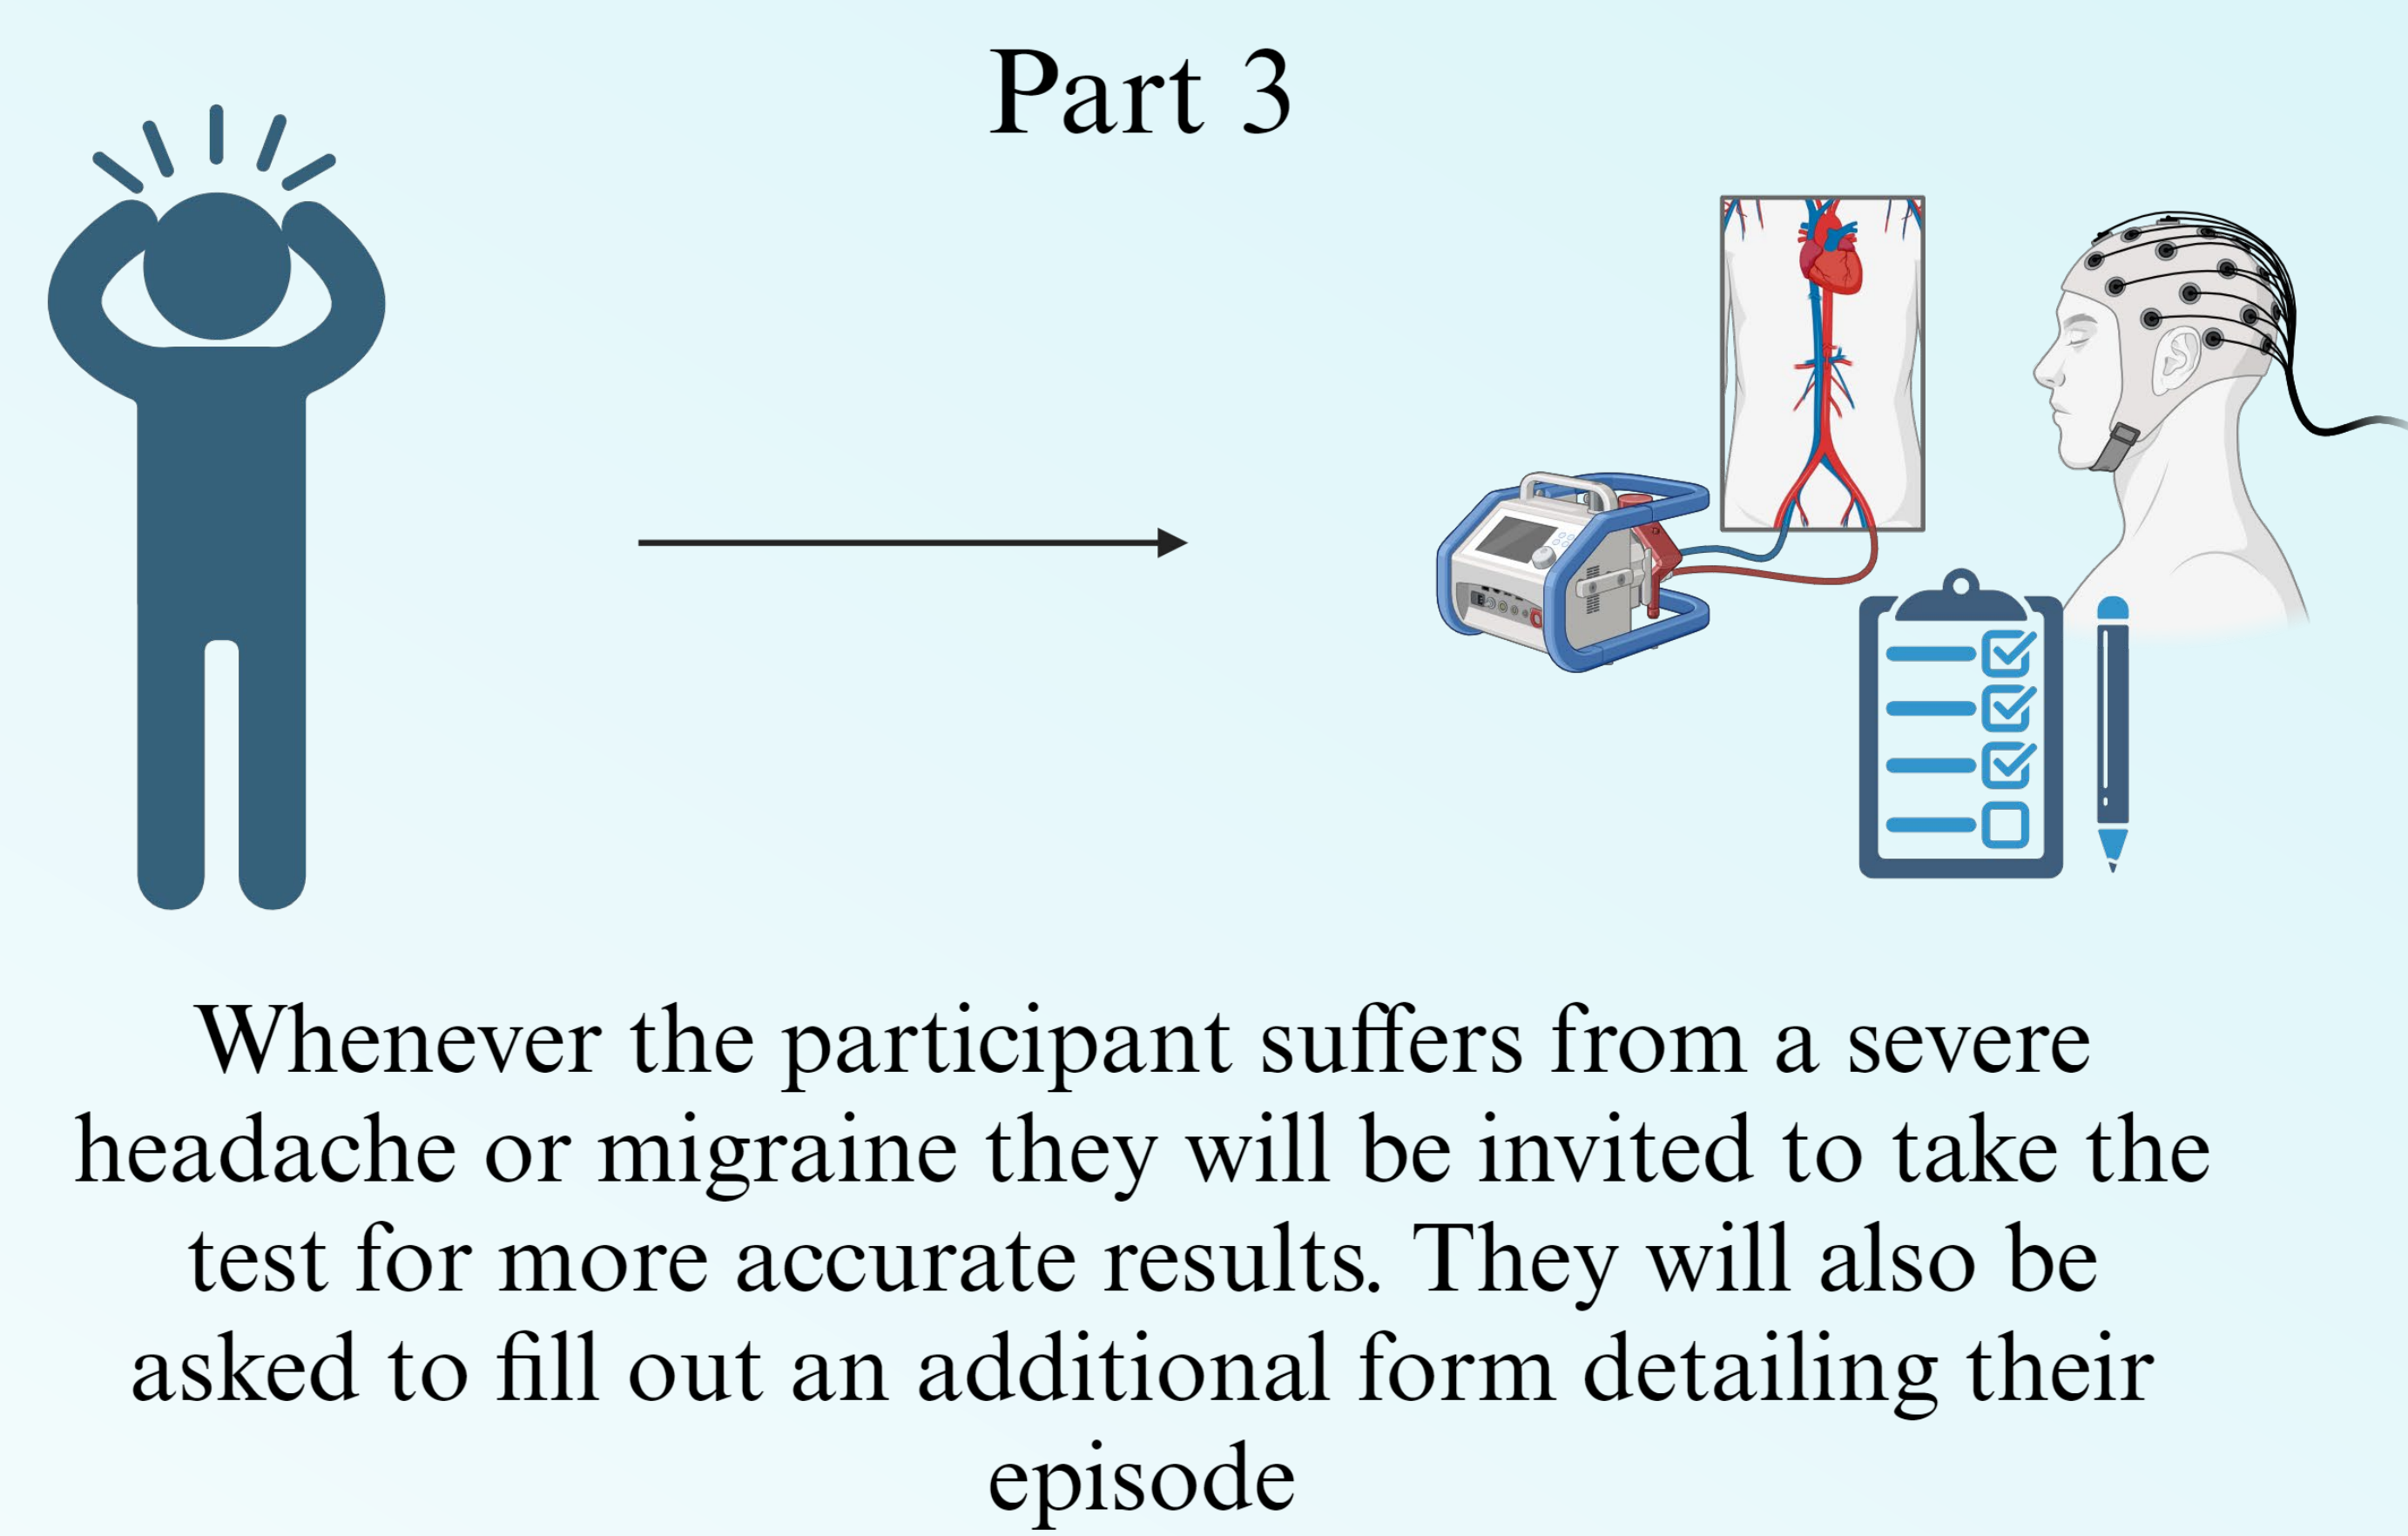 Part 3
Whenever the participant suffers from a severe
headache or migraine they will be invited to take the
test for more accurate results. They will also be
asked to fill out an additional form detailing their
episode